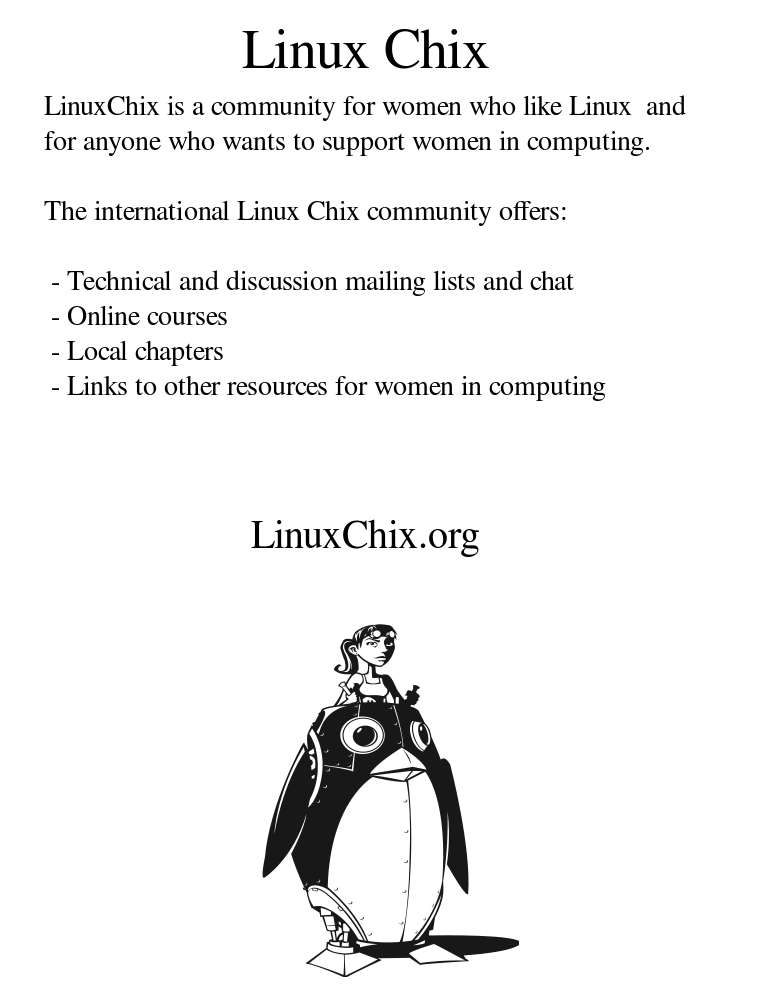 Linux Chix
LinuxChix is a community for women who like Linux  and
for anyone who wants to support women in computing.
The international Linux Chix community offers:
- Technical and discussion mailing lists and chat
- Online courses
- Local chapters
- Links to other resources for women in computing
LinuxChix.org